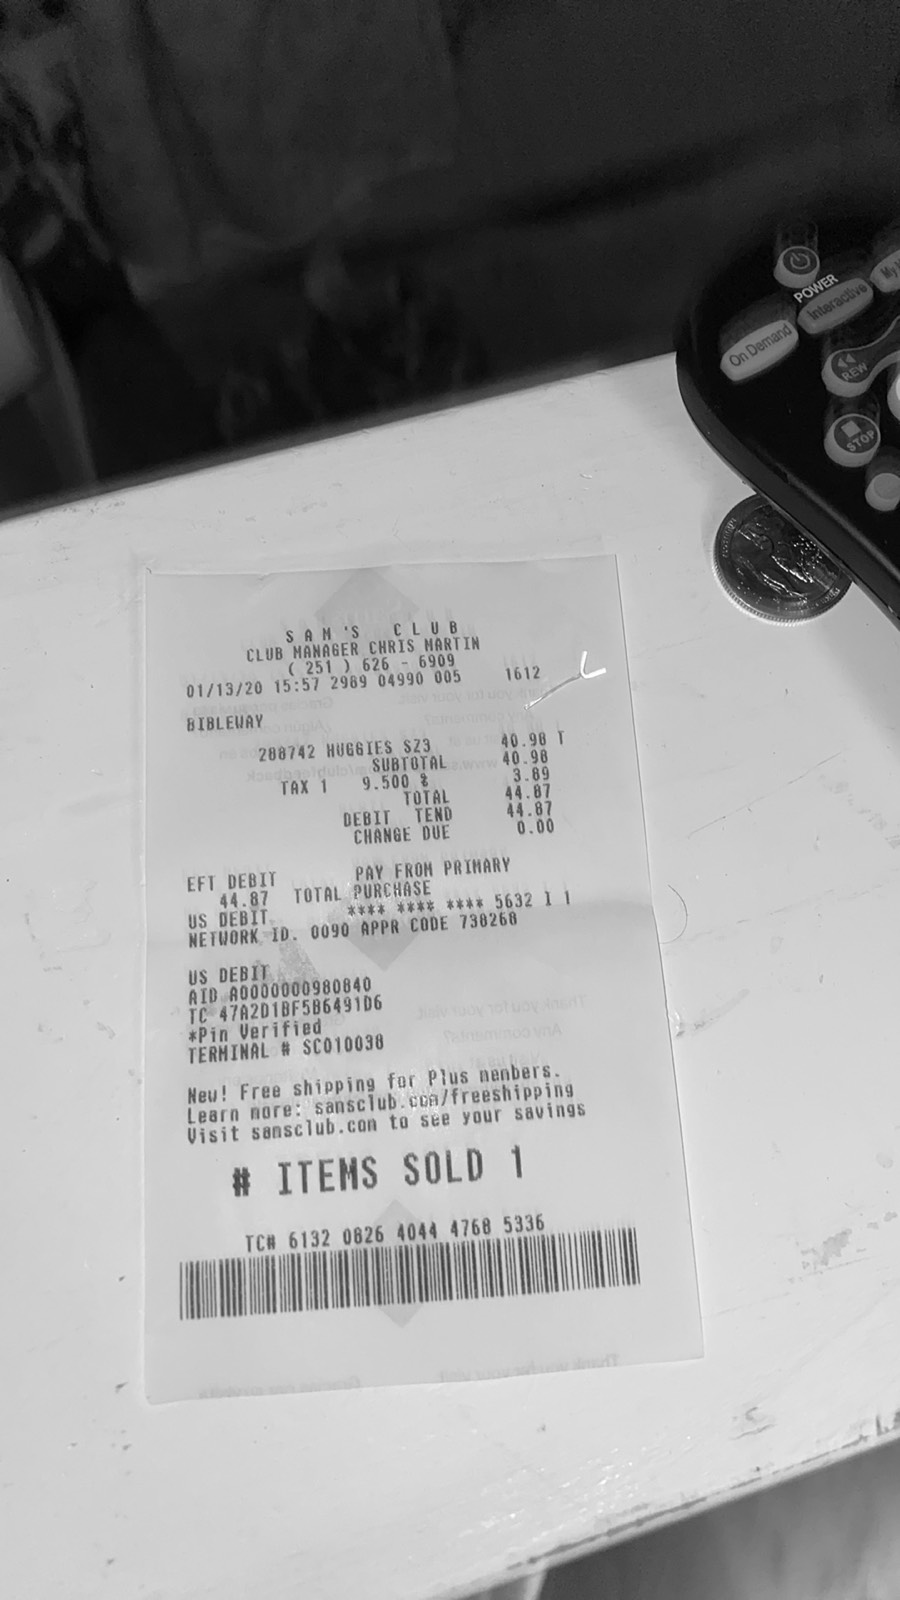 POWER
On Demand
Interactive
My
REW
STOP
SAM'S CLUB
CLUB MANAGER CHRIS MARTIN
( 251 ) 626 - 6909
01/13/20 15:57 2989 04990 005 1612
BIBLEWAY
288742 HUGGIES SZ3 40.98 T
SUBTOTAL 40.98
TAX 1 9.500 % 3.89
TOTAL 44.87
DEBIT TEND 44.87
CHANGE DUE 0.00
EFT DEBIT PAY FROM PRIMARY
44.87 TOTAL PURCHASE
US DEBIT **** **** **** 5632 I 1
NETWORK ID. 0090 APPR CODE 738268
US DEBIT
AID A0000000980840
TC 47A2D1BF5B6491D6
*Pin Verified
TERMINAL # SC010038
New! Free shipping for Plus members.
Learn more: samsclub.com/freeshipping
Visit samsclub.com to see your savings
# ITEMS SOLD 1
TC# 6132 0826 4044 4768 5336